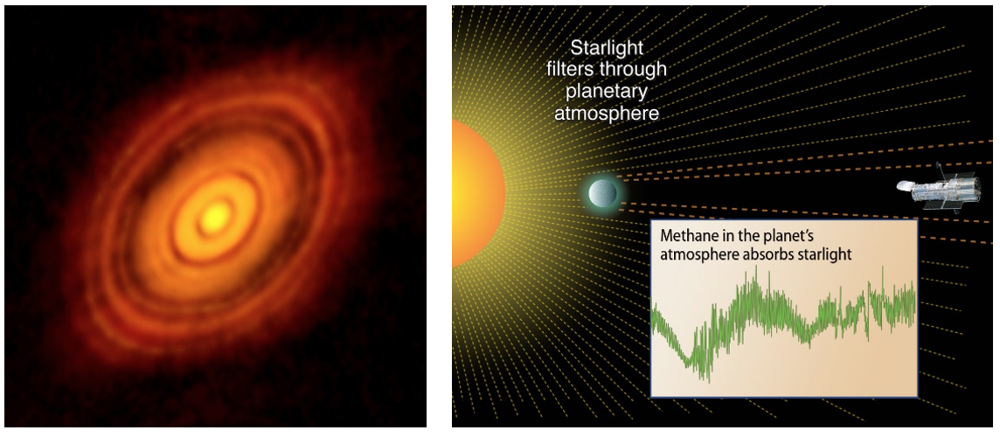 Starlight
filters through
planetary
atmosphere
Methane in the planet's
atmosphere absorbs starlight